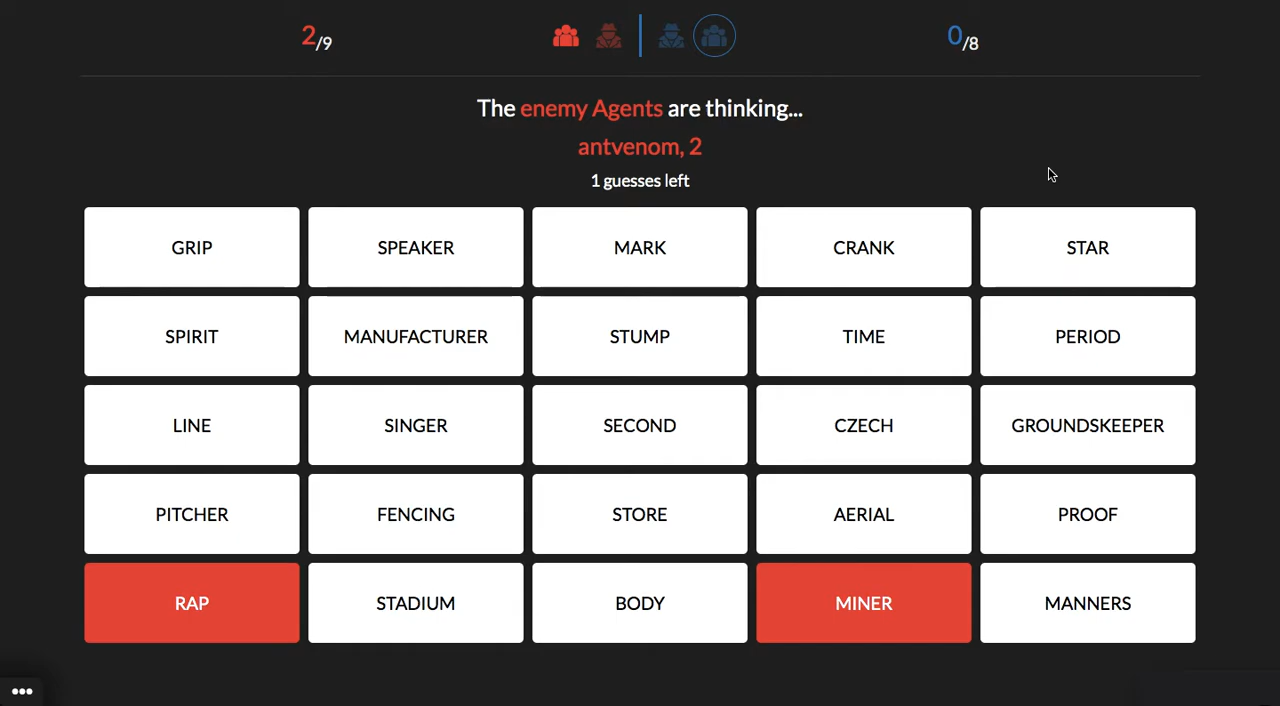 2/9 0/8
The enemy Agents are thinking...
antvenom, 2
1 guesses left
GRIP SPEAKER MARK CRANK STAR
SPIRIT MANUFACTURER STUMP TIME PERIOD
LINE SINGER SECOND CZECH GROUNDSKEEPER
PITCHER FENCING STORE AERIAL PROOF
RAP STADIUM BODY MINER MANNERS